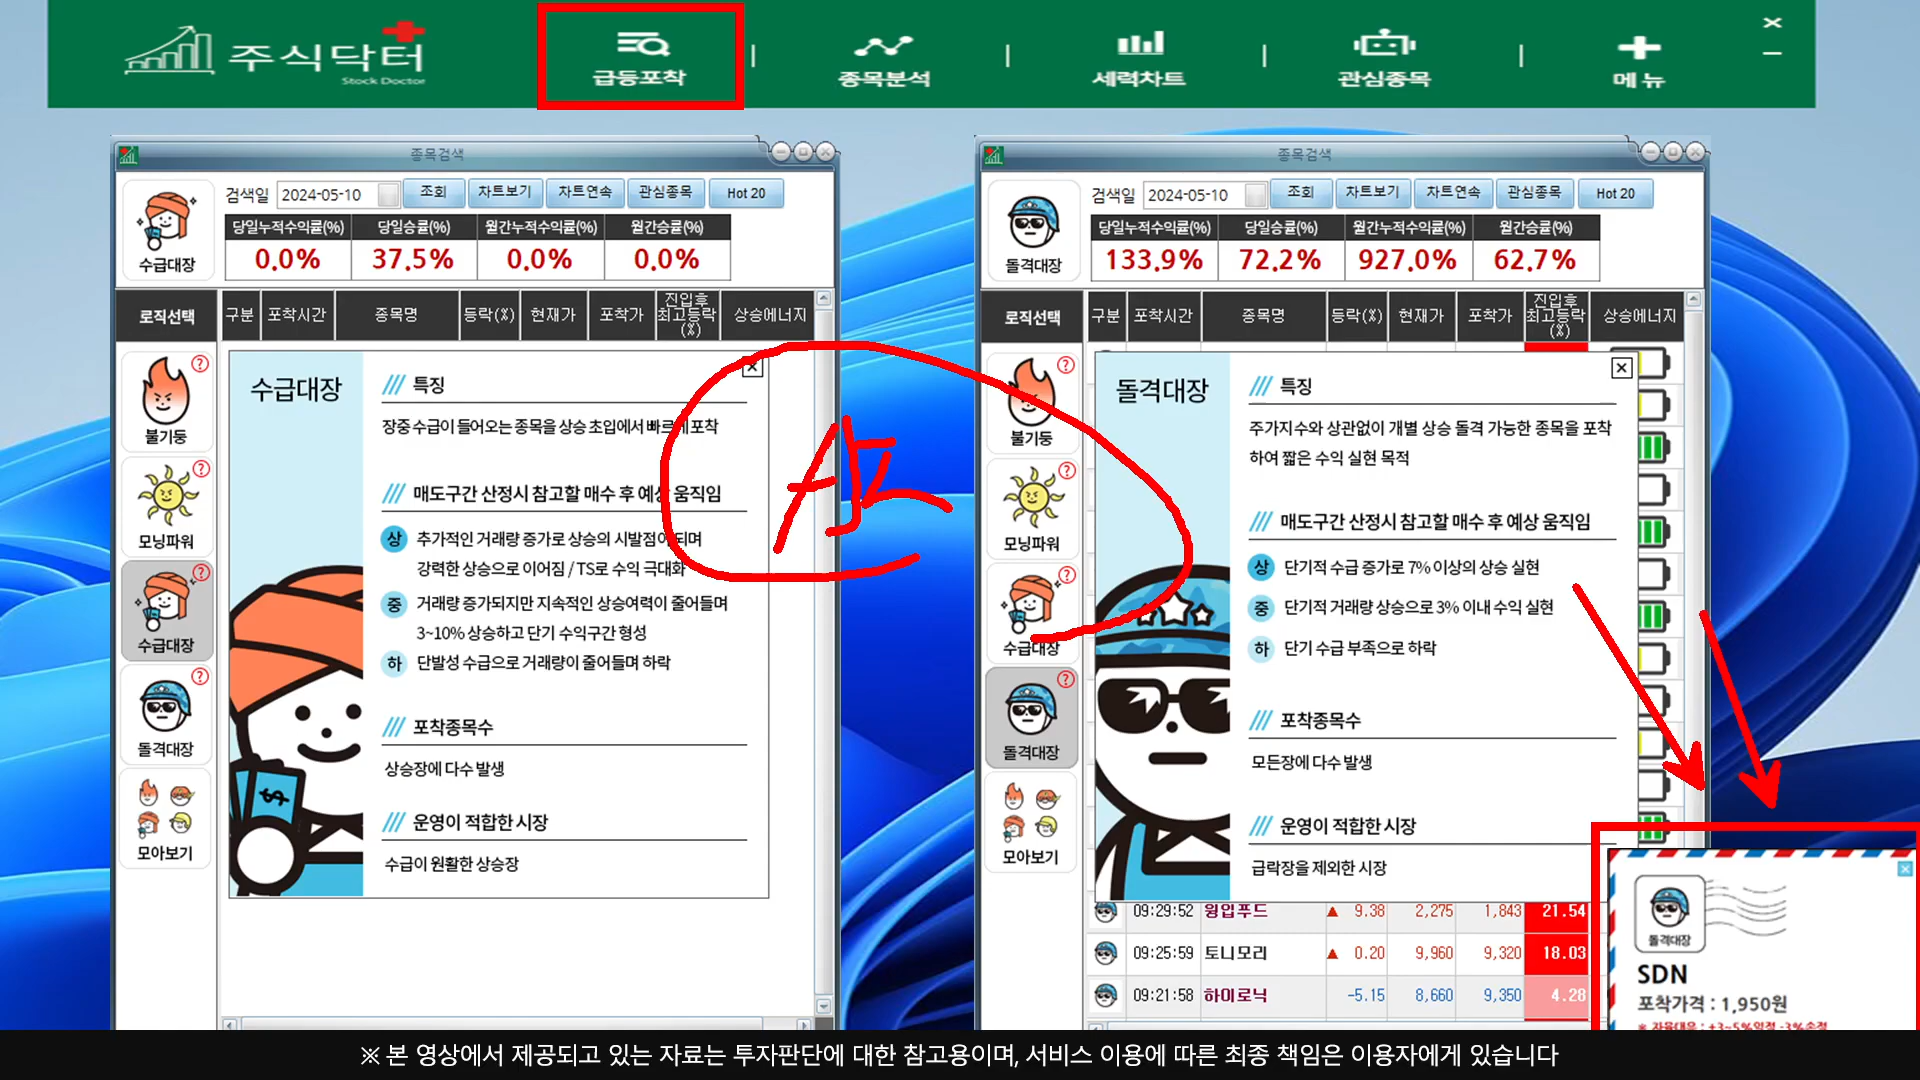 주식닥터
Stock Doctor
급등포착
종목분석
세력차트
관심종목
메뉴
종목검색
수급대장
검색일
2024-05-10
조회
차트보기
차트연속
관심종목
Hot 20
당일누적수익률(%)
당일승률(%)
월간누적수익률(%)
월간승률(%)
0.0%
37.5%
0.0%
0.0%
로직선택
구분
포착시간
종목명
등락(%)
현재가
포착가
진입후
최고등락
(%)
상승에너지
불기둥
모닝파워
수급대장
돌격대장
모아보기
수급대장
/// 특징
장중 수급이 들어오는 종목을 상승 초입에서 빠르게 포착
/// 매도구간 산정시 참고할 매수 후 예상 움직임
상 추가적인 거래량 증가로 상승의 시발점이 되며
강력한 상승으로 이어짐 / TS로 수익 극대화
중 거래량 증가되지만 지속적인 상승여력이 줄어들며
3~10% 상승하고 단기 수익구간 형성
하 단발성 수급으로 거래량이 줄어들며 하락
/// 포착종목수
상승장에 다수 발생
/// 운영이 적합한 시장
수급이 원활한 상승장
종목검색
돌격대장
검색일
2024-05-10
조회
차트보기
차트연속
관심종목
Hot 20
당일누적수익률(%)
당일승률(%)
월간누적수익률(%)
월간승률(%)
133.9%
72.2%
927.0%
62.7%
로직선택
구분
포착시간
종목명
등락(%)
현재가
포착가
진입후
최고등락
(%)
상승에너지
불기둥
모닝파워
수급대장
돌격대장
모아보기
돌격대장
/// 특징
주가지수와 상관없이 개별 상승 돌격 가능한 종목을 포착
하여 짧은 수익 실현 목적
/// 매도구간 산정시 참고할 매수 후 예상 움직임
상 단기적 수급 증가로 7% 이상의 상승 실현
중 단기적 거래량 상승으로 3% 이내 수익 실현
하 단기 수급 부족으로 하락
/// 포착종목수
모든장에 다수 발생
/// 운영이 적합한 시장
급락장을 제외한 시장
09:29:52 윙입푸드 ▲ 9.38 2,275 1,843 21.54
09:25:59 토니모리 ▲ 0.20 9,960 9,320 18.03
09:21:58 하이로닉 -5.15 8,660 9,350 4.28
돌격대장
SDN
포착가격 : 1,950원
※ 본 영상에서 제공되고 있는 자료는 투자판단에 대한 참고용이며, 서비스 이용에 따른 최종 책임은 이용자에게 있습니다